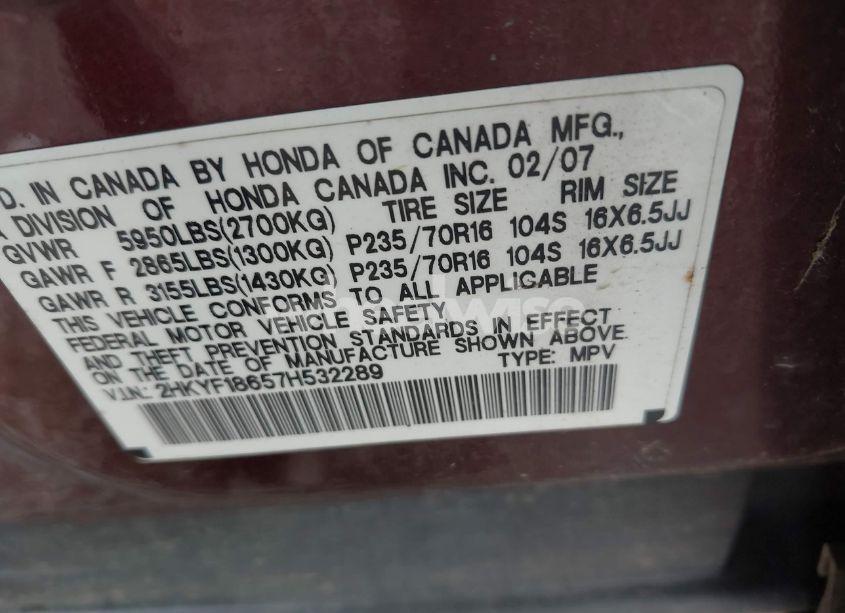 D. IN CANADA BY HONDA OF CANADA MFG.,
A DIVISION OF HONDA CANADA INC. 02/07
GVWR 5950LBS(2700KG) TIRE SIZE RIM SIZE
GAWR F 2865LBS(1300KG) P235/70R16 104S 16X6.5JJ
GAWR R 3155LBS(1430KG) P235/70R16 104S 16X6.5JJ
THIS VEHICLE CONFORMS TO ALL APPLICABLE
FEDERAL MOTOR VEHICLE SAFETY
AND THEFT PREVENTION STANDARDS IN EFFECT
ON THE DATE OF MANUFACTURE SHOWN ABOVE.
V.I.N.: 2HKYF18657H532289 TYPE: MPV